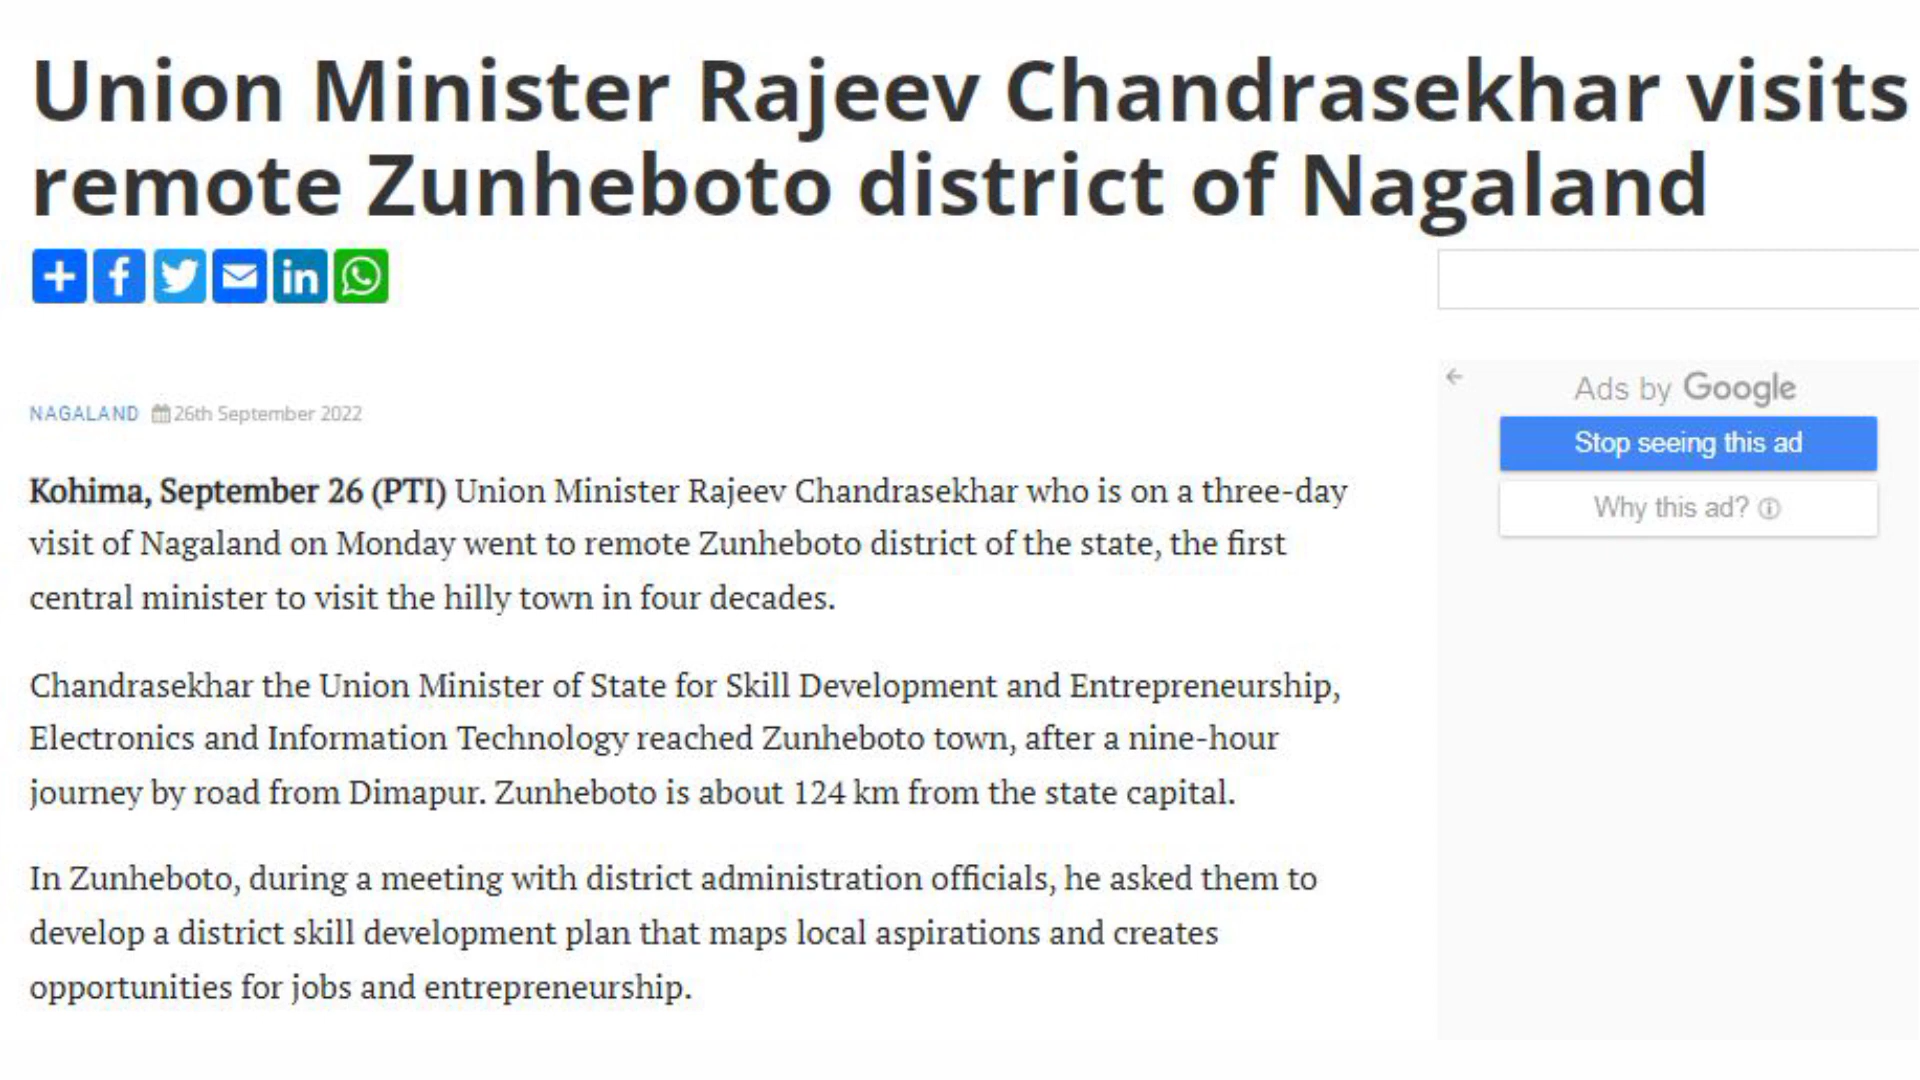 Union Minister Rajeev Chandrasekhar visits
remote Zunheboto district of Nagaland
NAGALAND 26th September 2022
Kohima, September 26 (PTI) Union Minister Rajeev Chandrasekhar who is on a three-day
visit of Nagaland on Monday went to remote Zunheboto district of the state, the first
central minister to visit the hilly town in four decades.
Chandrasekhar the Union Minister of State for Skill Development and Entrepreneurship,
Electronics and Information Technology reached Zunheboto town, after a nine-hour
journey by road from Dimapur. Zunheboto is about 124 km from the state capital.
In Zunheboto, during a meeting with district administration officials, he asked them to
develop a district skill development plan that maps local aspirations and creates
opportunities for jobs and entrepreneurship.
Ads by Google
Stop seeing this ad
Why this ad?